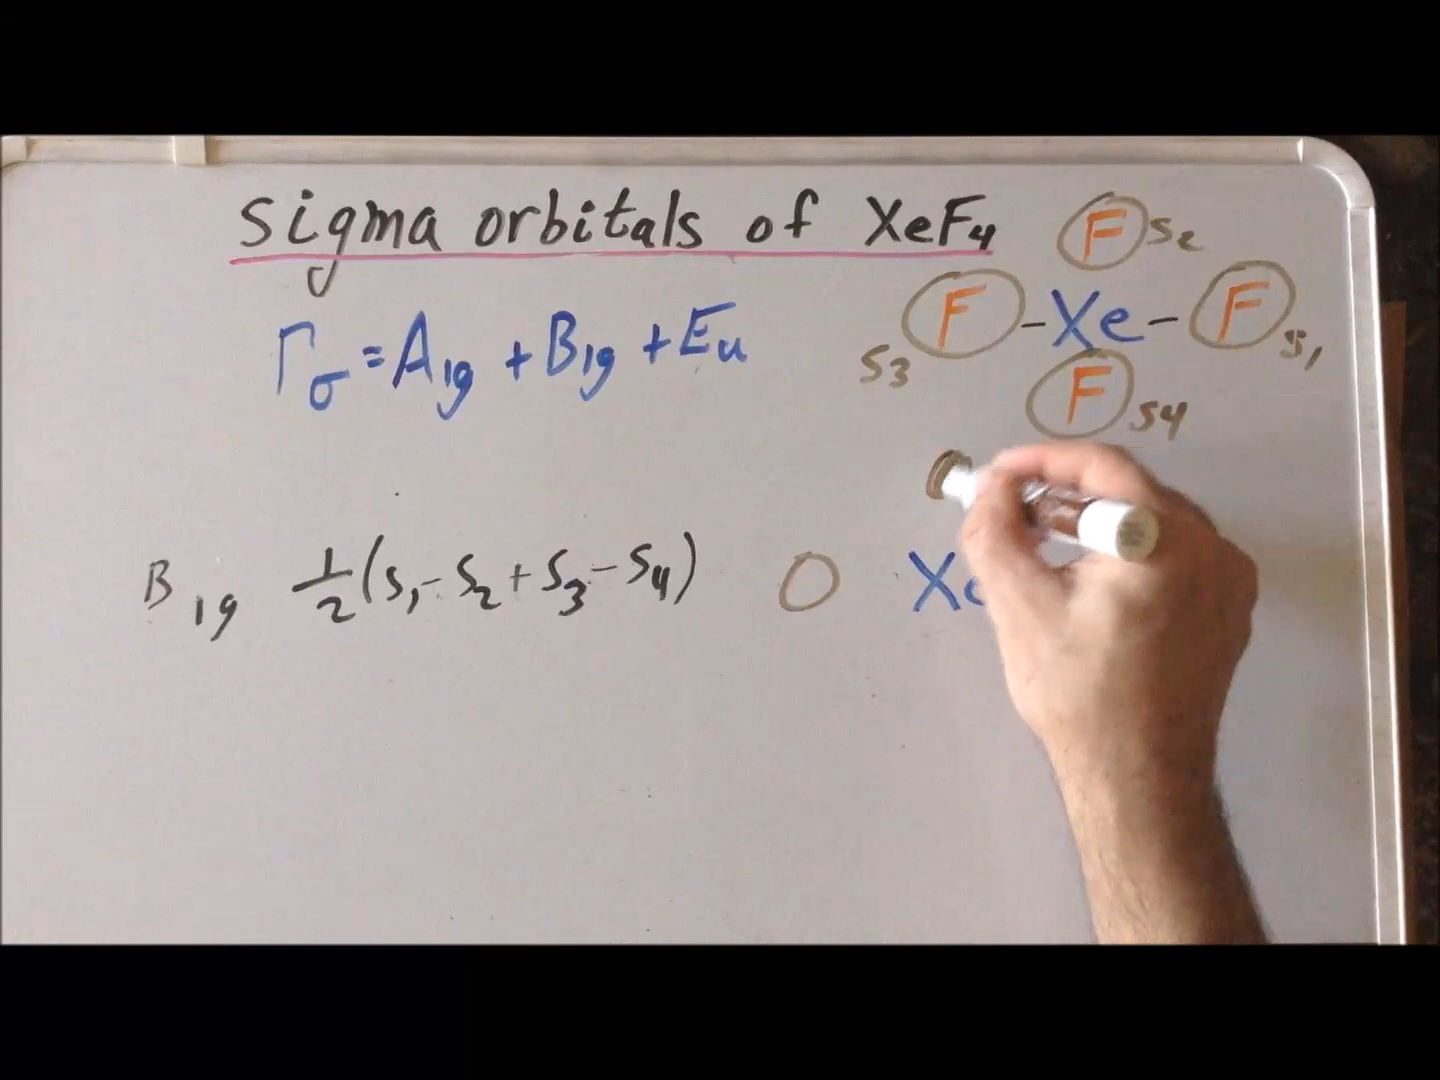 Sigma orbitals of XeF₄
F S₂
F - Xe - F
S₃ S₁
F S₄
Γσ = A₁g + B₁g + Eu
B₁g ½(S₁ - S₂ + S₃ - S₄)